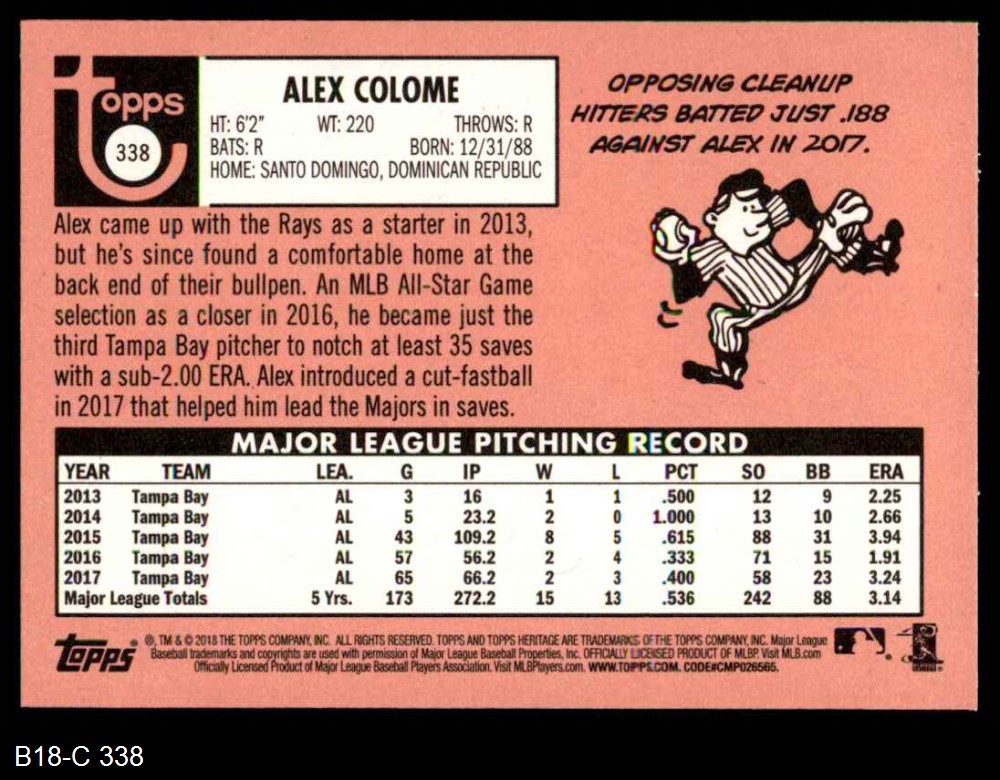 Topps
338
ALEX COLOME
HT: 6'2" WT: 220 THROWS: R
BATS: R BORN: 12/31/88
HOME: SANTO DOMINGO, DOMINICAN REPUBLIC
OPPOSING CLEANUP
HITTERS BATTED JUST .188
AGAINST ALEX IN 2017.
Alex came up with the Rays as a starter in 2013,
but he's since found a comfortable home at the
back end of their bullpen. An MLB All-Star Game
selection as a closer in 2016, he became just the
third Tampa Bay pitcher to notch at least 35 saves
with a sub-2.00 ERA. Alex introduced a cut-fastball
in 2017 that helped him lead the Majors in saves.
MAJOR LEAGUE PITCHING RECORD
YEAR TEAM LEA. G IP W L PCT SO BB ERA
2013 Tampa Bay AL 3 16 1 1 .500 12 9 2.25
2014 Tampa Bay AL 5 23.2 2 0 1.000 13 10 2.66
2015 Tampa Bay AL 43 109.2 8 5 .615 88 31 3.94
2016 Tampa Bay AL 57 56.2 2 4 .333 71 15 1.91
2017 Tampa Bay AL 65 66.2 2 3 .400 58 23 3.24
Major League Totals 5 Yrs. 173 272.2 15 13 .536 242 88 3.14
Topps ® ®, TM & © 2018 THE TOPPS COMPANY, INC. ALL RIGHTS RESERVED. TOPPS AND TOPPS HERITAGE ARE TRADEMARKS OF THE TOPPS COMPANY, INC. Major League
Baseball trademarks and copyrights are used with permission of Major League Baseball Properties, Inc. OFFICIALLY LICENSED PRODUCT OF MLBP. Visit MLB.com
Officially Licensed Product of Major League Baseball Players Association. Visit MLBPlayers.com. WWW.TOPPS.COM. CODE#CMP026565.
B18-C 338